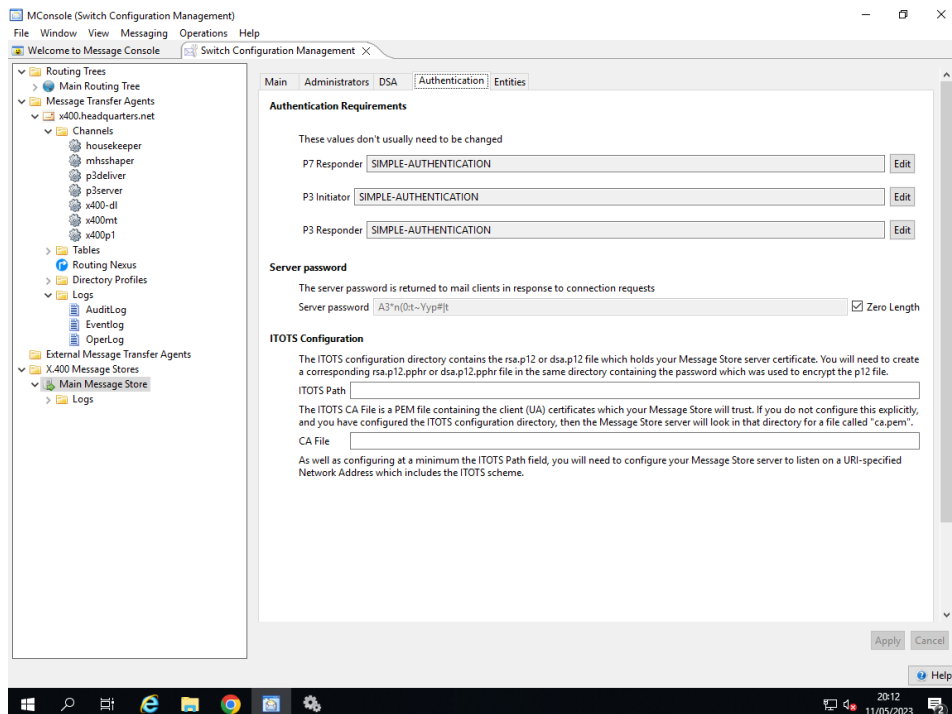 MConsole (Switch Configuration Management)
File Window View Messaging Operations Help
Welcome to Message Console
Switch Configuration Management
Routing Trees
Main Routing Tree
Message Transfer Agents
x400.headquarters.net
Channels
housekeeper
mhsshaper
p3deliver
p3server
x400-dl
x400mt
x400p1
Tables
Routing Nexus
Directory Profiles
Logs
AuditLog
Eventlog
OperLog
External Message Transfer Agents
X.400 Message Stores
Main Message Store
Logs
Main Administrators DSA Authentication Entities
Authentication Requirements
These values don't usually need to be changed
P7 Responder SIMPLE-AUTHENTICATION Edit
P3 Initiator SIMPLE-AUTHENTICATION Edit
P3 Responder SIMPLE-AUTHENTICATION Edit
Server password
The server password is returned to mail clients in response to connection requests
Server password A3*n(0:t~Yyp#|t Zero Length
ITOTS Configuration
The ITOTS configuration directory contains the rsa.p12 or dsa.p12 file which holds your Message Store server certificate. You will need to create
a corresponding rsa.p12.pphr or dsa.p12.pphr file in the same directory containing the password which was used to encrypt the p12 file.
ITOTS Path
The ITOTS CA File is a PEM file containing the client (UA) certificates which your Message Store will trust. If you do not configure this explicitly,
and you have configured the ITOTS configuration directory, then the Message Store server will look in that directory for a file called "ca.pem".
CA File
As well as configuring at a minimum the ITOTS Path field, you will need to configure your Message Store server to listen on a URI-specified
Network Address which includes the ITOTS scheme.
Apply Cancel
Help
20:12
11/05/2023
2